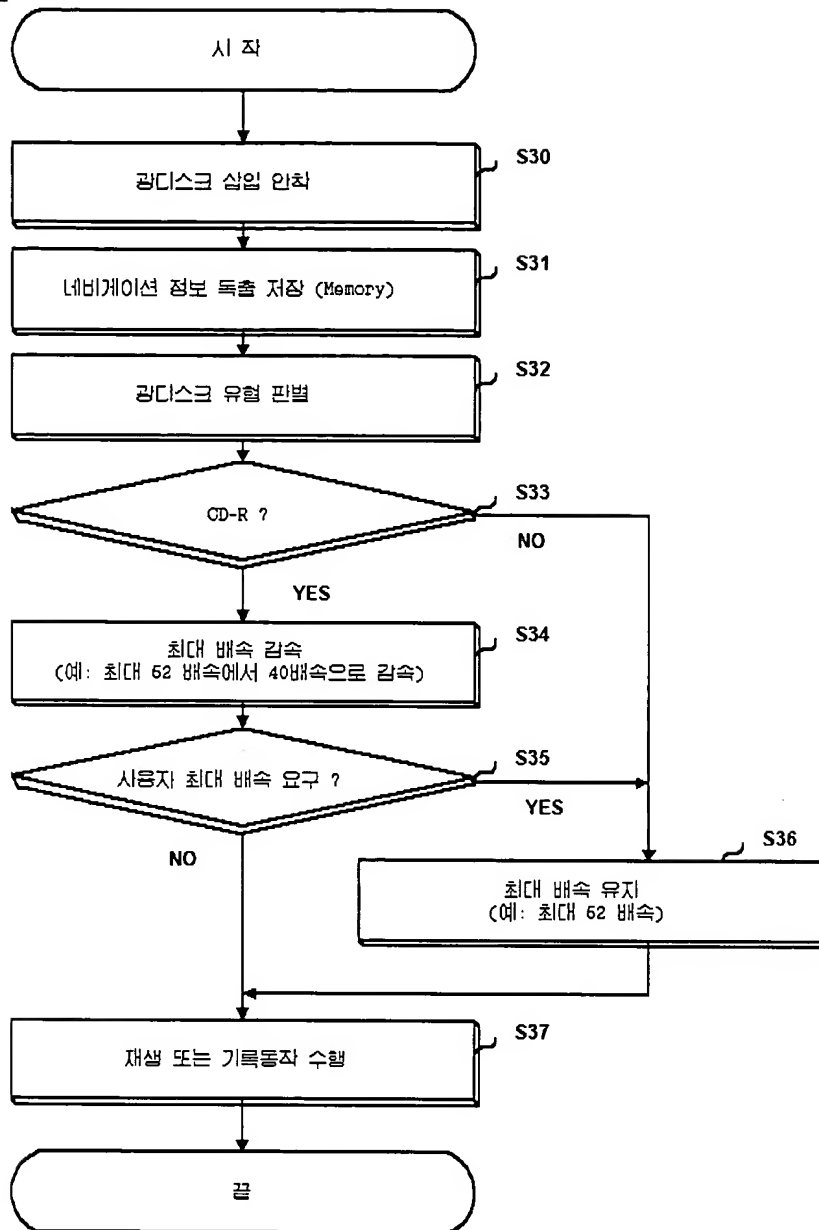 시 작
S30
광디스크 삽입 안착
S31
네비게이션 정보 독출 저장 (Memory)
S32
광디스크 유형 판별
S33
CD-R ?
NO
YES
S34
최대 배속 감속
(예: 최대 52 배속에서 40배속으로 감속)
S35
사용자 최대 배속 요구 ?
YES
NO
S36
최대 배속 유지
(예: 최대 52 배속)
S37
재생 또는 기록동작 수행
끝